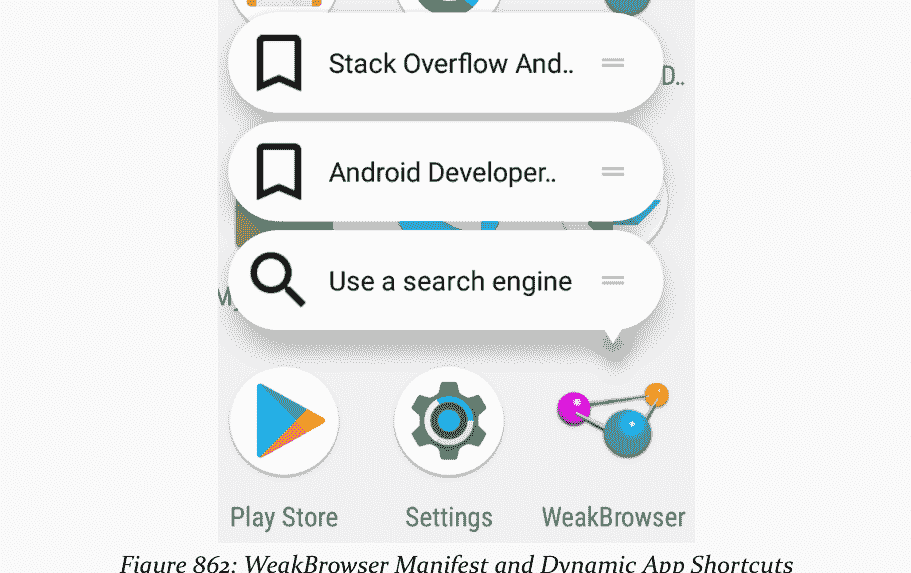 Stack Overflow And..
D..
Android Developer..
Use a search engine
M
Play Store
Settings
WeakBrowser
Figure 862: WeakBrowser Manifest and Dynamic App Shortcuts